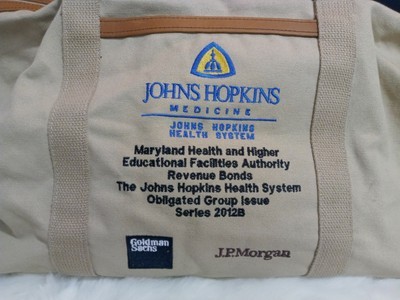 JOHNS HOPKINS
MEDICINE
JOHNS HOPKINS
HEALTH SYSTEM
Maryland Health and Higher
Educational Facilities Authority
Revenue Bonds
The Johns Hopkins Health System
Obligated Group Issue
Series 2012B
Goldman
Sachs
J.P.Morgan